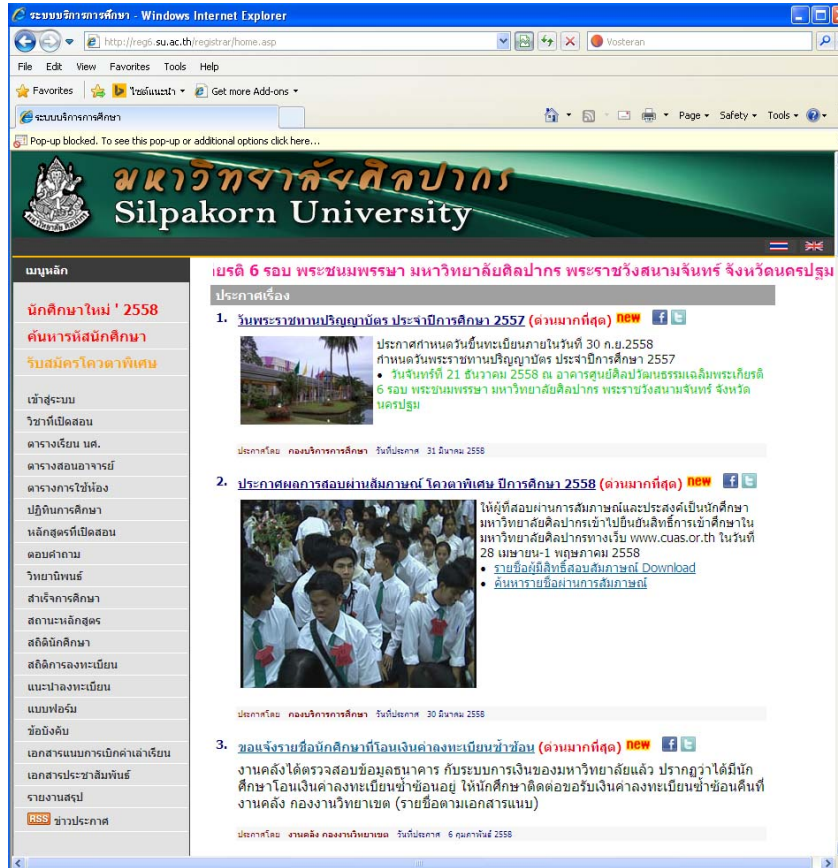 ระบบบริการการศึกษา - Windows Internet Explorer
http://reg6.su.ac.th/registrar/home.asp
Vosteran
File Edit View Favorites Tools Help
Favorites ไซต์แนะนำ Get more Add-ons
ระบบบริการการศึกษา
Page Safety Tools
Pop-up blocked. To see this pop-up or additional options click here...
มหาวิทยาลัยศิลปากร
Silpakorn University
เมนูหลัก
นักศึกษาใหม่ ' 2558
ค้นหารหัสนักศึกษา
รับสมัครโควตาพิเศษ
เข้าสู่ระบบ
วิชาที่เปิดสอน
ตารางเรียน นศ.
ตารางสอนอาจารย์
ตารางการใช้ห้อง
ปฏิทินการศึกษา
หลักสูตรที่เปิดสอน
ตอบคำถาม
วิทยานิพนธ์
สำเร็จการศึกษา
สถานะหลักสูตร
สถิตินักศึกษา
สถิติการลงทะเบียน
แนะนำลงทะเบียน
แบบฟอร์ม
ข้อบังคับ
เอกสารแนบการเบิกค่าเล่าเรียน
เอกสารประชาสัมพันธ์
รายงานสรุป
RSS ข่าวประกาศ
ายรติ 6 รอบ พระชนมพรรษา มหาวิทยาลัยศิลปากร พระราชวังสนามจันทร์ จังหวัดนครปฐม
ประกาศเรื่อง
1. วันพระราชทานปริญญาบัตร ประจำปีการศึกษา 2557 (ด่วนมากที่สุด) new
ประกาศกำหนดวันขึ้นทะเบียนภายในวันที่ 30 ก.ย.2558
กำหนดวันพระราชทานปริญญาบัตร ประจำปีการศึกษา 2557
• วันจันทร์ที่ 21 ธันวาคม 2558 ณ อาคารศูนย์ศิลปวัฒนธรรมเฉลิมพระเกียรติ
6 รอบ พระชนมพรรษา มหาวิทยาลัยศิลปากร พระราชวังสนามจันทร์ จังหวัด
นครปฐม
ประกาศโดย กองบริการการศึกษา วันที่ประกาศ 31 มีนาคม 2558
2. ประกาศผลการสอบผ่านสัมภาษณ์ โควตาพิเศษ ปีการศึกษา 2558 (ด่วนมากที่สุด) new
ให้ผู้ที่สอบผ่านการสัมภาษณ์และประสงค์เป็นนักศึกษา
มหาวิทยาลัยศิลปากรเข้าไปยืนยันสิทธิ์การเข้าศึกษาใน
มหาวิทยาลัยศิลปากรทางเว็บ www.cuas.or.th ในวันที่
28 เมษายน-1 พฤษภาคม 2558
• รายชื่อผู้มีสิทธิ์สอบสัมภาษณ์ Download
• ค้นหารายชื่อผ่านการสัมภาษณ์
ประกาศโดย กองบริการการศึกษา วันที่ประกาศ 30 มีนาคม 2558
3. ขอแจ้งรายชื่อนักศึกษาที่โอนเงินค่าลงทะเบียนซ้ำซ้อน (ด่วนมากที่สุด) new
งานคลังได้ตรวจสอบข้อมูลธนาคาร กับระบบการเงินของมหาวิทยาลัยแล้ว ปรากฏว่าได้มีนัก
ศึกษาโอนเงินค่าลงทะเบียนซ้ำซ้อนอยู่ ให้นักศึกษาติดต่อขอรับเงินค่าลงทะเบียนซ้ำซ้อนคืนที่
งานคลัง กองงานวิทยาเขต (รายชื่อตามเอกสารแนบ)
ประกาศโดย งานคลัง กองงานวิทยาเขต วันที่ประกาศ 6 กุมภาพันธ์ 2558